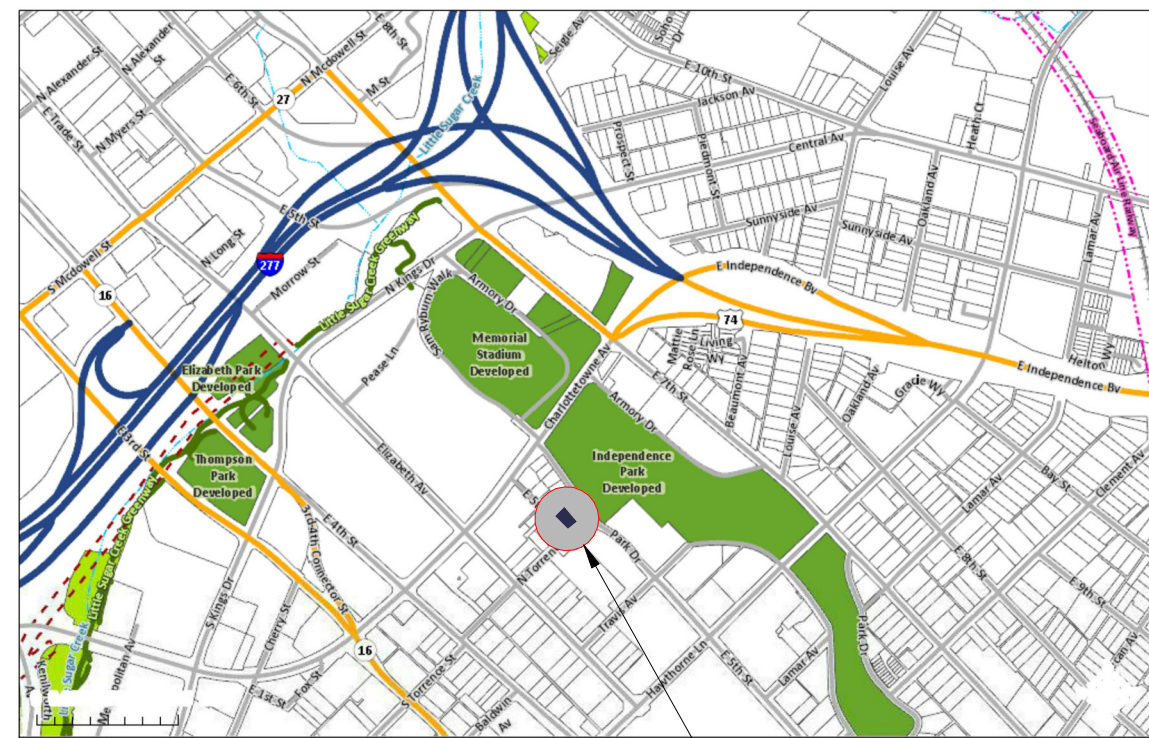 E 8th St
N Alexander St
N Alexander
St
E 6th St
N Mcdowell St
M St
27
Seigle Av
Soho
Dr
E 10th St
Louise Av
Jackson Av
Heath Ct
Seaboard Air Line Railway
E Trade St
N Myers St
Little Sugar Creek
Prospect St
Piedmont St
Central Av
Oakland Av
Lamar Av
E 5th St
Sunnyside Av
Sunnyside Av
S Mcdowell St
N Long St
277
Morrow St
Little Sugar Creek Greenway
N Kings Dr
Sam Ryburn Walk
Armory Dr
E Independence Bv
16
74
Memorial
Stadium
Developed
Mattie
Rose Ln
Living
Wy
Beaumont Av
Pease Ln
Charlottetowne Av
E 7th St
Oakland Av
Gracie Wy
Helton
Wy
E Independence Bv
Elizabeth Park
Developed
Armory Dr
Louise Av
E 3rd St
Elizabeth Av
Thompson
Park
Developed
Independence
Park
Developed
Lamar Av
Bay St
Clement Av
Little Sugar Creek Greenway
3rd-4th Connector St
E 4th St
Park Dr
E 8th St
E 9th St
S Kings Dr
Cherry St
Travis Av
Park Dr
16
Hawthorne Ln
E 5th St
Lamar Av
E 1st St
Fox St
S Torrence St
Baldwin
Av
Kenilworth